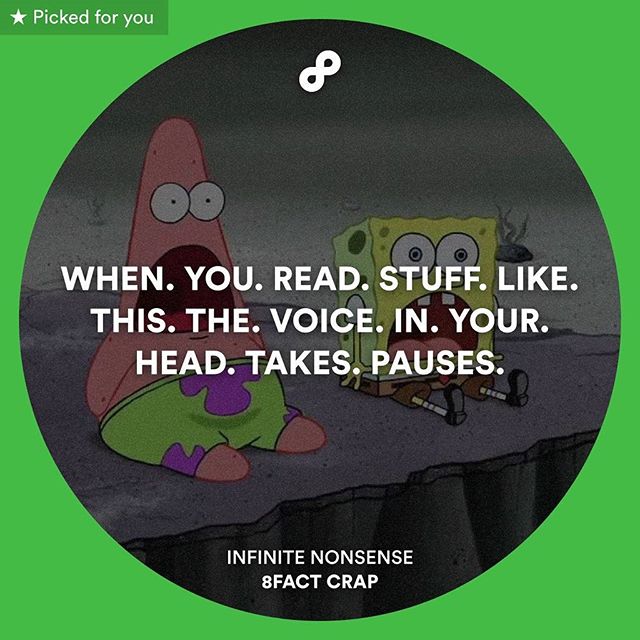 ★ Picked for you
WHEN. YOU. READ. STUFF. LIKE.
THIS. THE. VOICE. IN. YOUR.
HEAD. TAKES. PAUSES.
INFINITE NONSENSE
8FACT CRAP